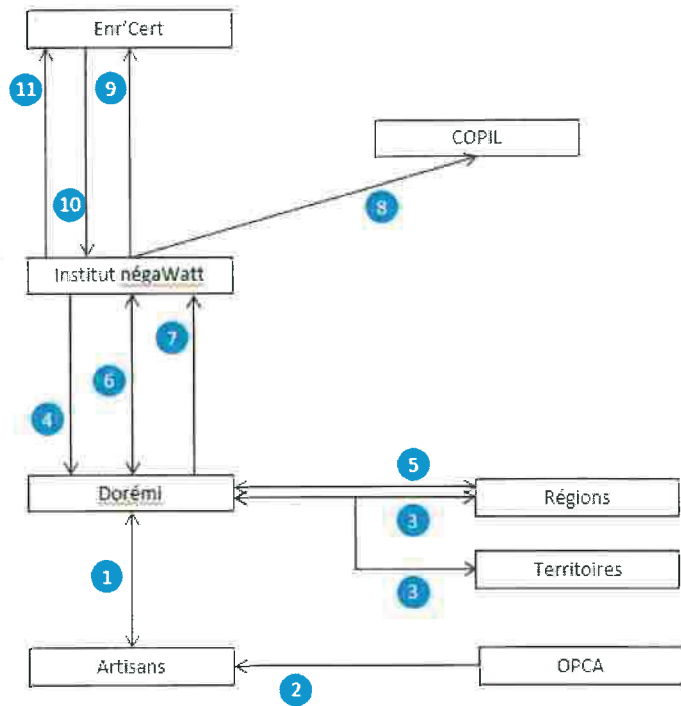 Enr'Cert
11
9
COPIL
10
8
Institut négaWatt
7
6
4
5
Dorémi
Régions
3
1
Territoires
3
Artisans
OPCA
2